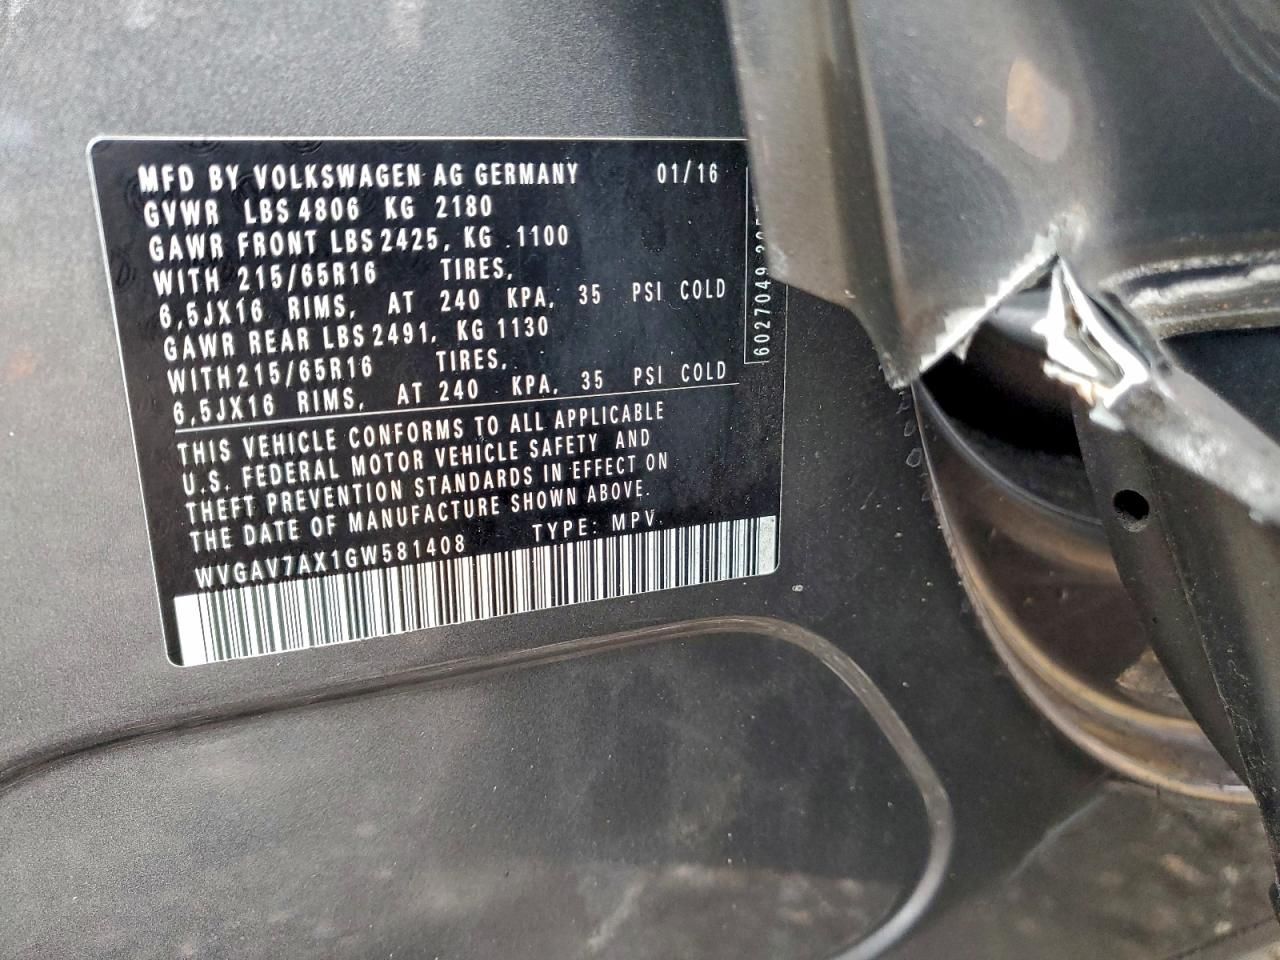 MFD BY VOLKSWAGEN AG GERMANY 01/16
GVWR LBS 4806 KG 2180
GAWR FRONT LBS 2425, KG 1100
WITH 215/65R16 TIRES,
6,5JX16 RIMS, AT 240 KPA, 35 PSI COLD
GAWR REAR LBS 2491, KG 1130
WITH 215/65R16 TIRES,
6,5JX16 RIMS, AT 240 KPA, 35 PSI COLD
THIS VEHICLE CONFORMS TO ALL APPLICABLE
U.S. FEDERAL MOTOR VEHICLE SAFETY AND
THEFT PREVENTION STANDARDS IN EFFECT ON
THE DATE OF MANUFACTURE SHOWN ABOVE.
WVGAV7AX1GW581408 TYPE: MPV
6027049